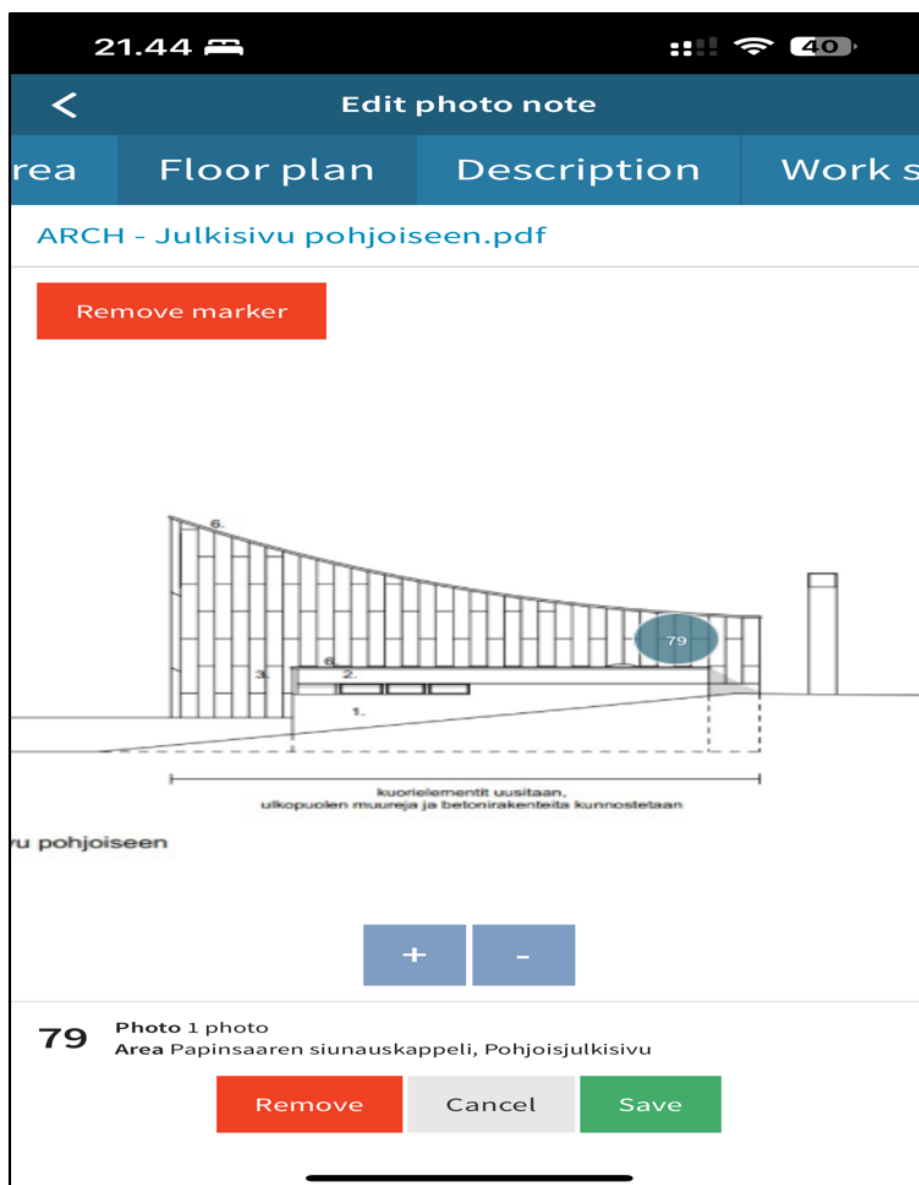 21.44
40
Edit photo note
rea
Floor plan
Description
Work s
ARCH - Julkisivu pohjoiseen.pdf
Remove marker
6.
79
6.
3.
2.
1.
kuorielementit uusitaan,
ulkopuolen muureja ja betonirakenteita kunnostetaan
vu pohjoiseen
+
-
79
Photo 1 photo
Area Papinsaaren siunauskappeli, Pohjoisjulkisivu
Remove
Cancel
Save